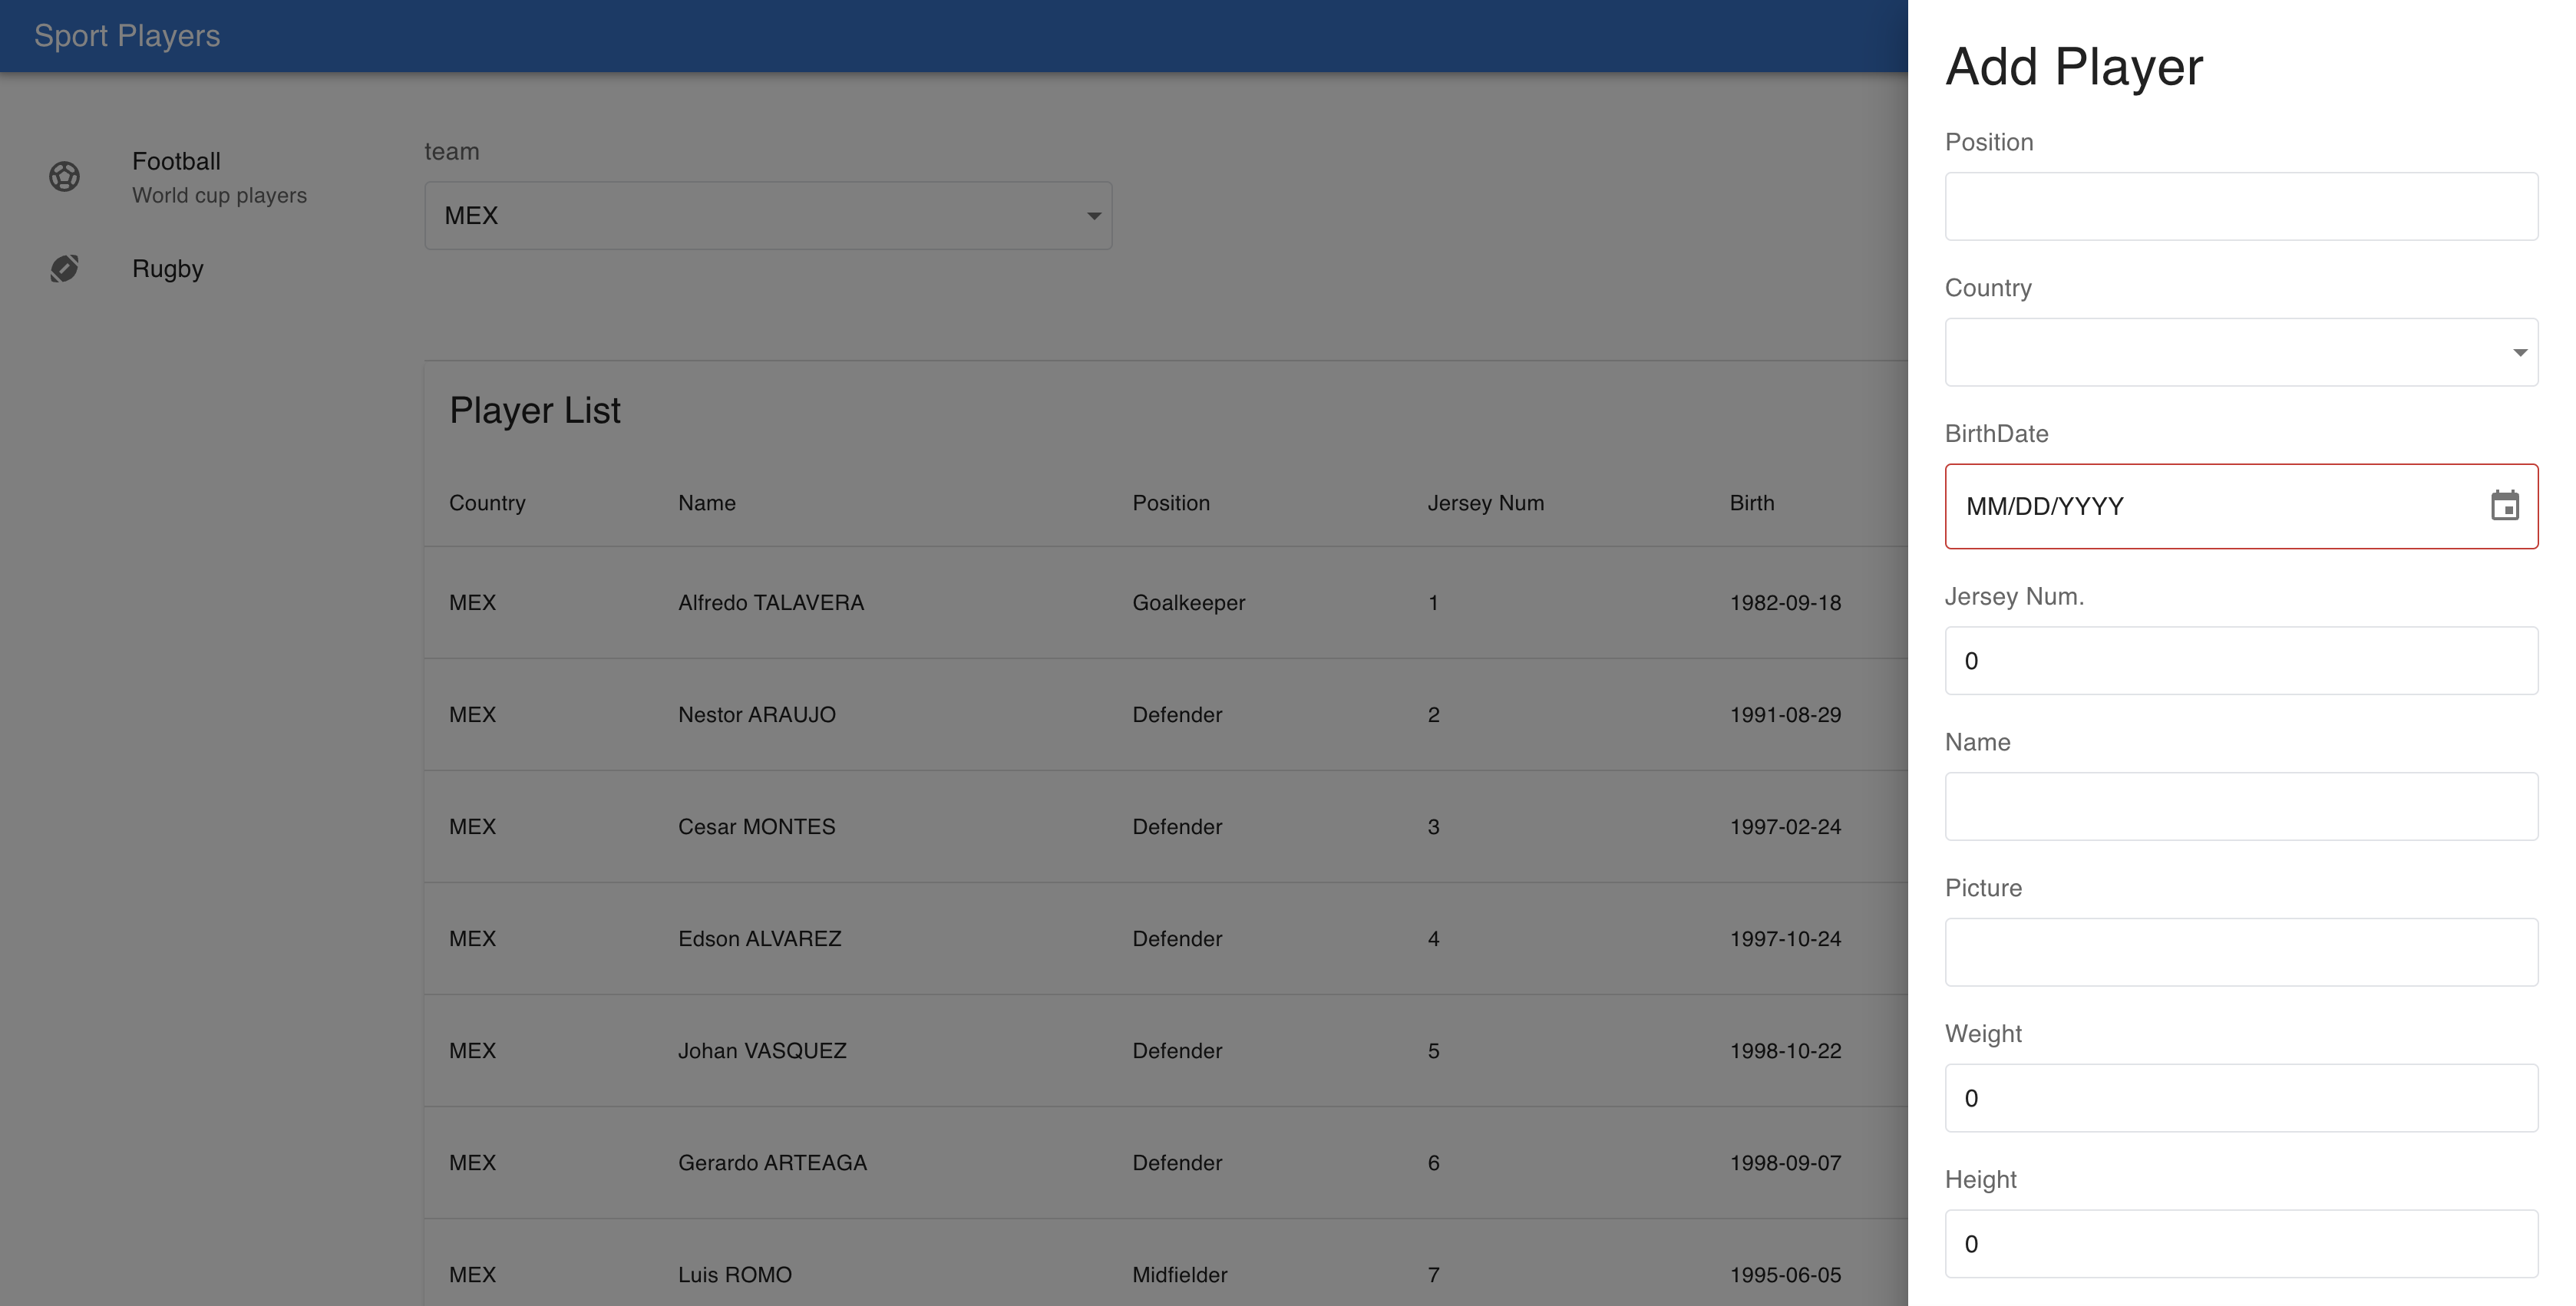 Sport Players
Football
World cup players
Rugby
team
MEX
Player List
Country Name Position Jersey Num Birth
MEX Alfredo TALAVERA Goalkeeper 1 1982-09-18
MEX Nestor ARAUJO Defender 2 1991-08-29
MEX Cesar MONTES Defender 3 1997-02-24
MEX Edson ALVAREZ Defender 4 1997-10-24
MEX Johan VASQUEZ Defender 5 1998-10-22
MEX Gerardo ARTEAGA Defender 6 1998-09-07
MEX Luis ROMO Midfielder 7 1995-06-05
Add Player
Position
Country
BirthDate
MM/DD/YYYY
Jersey Num.
0
Name
Picture
Weight
0
Height
0